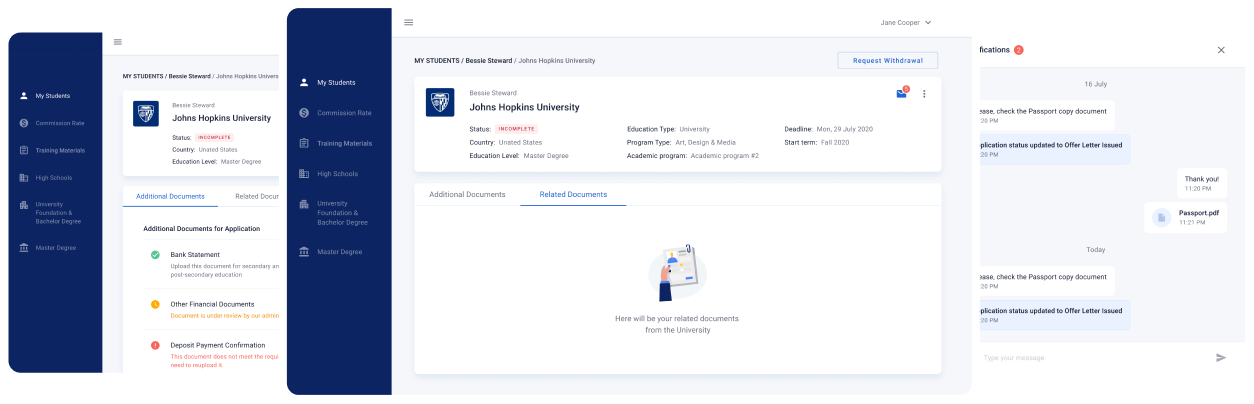 My Students
Commission Rate
Training Materials
High Schools
University
Foundation &
Bachelor Degree
Master Degree
MY STUDENTS / Bessie Steward / Johns Hopkins Univers
Bessie Steward
Johns Hopkins University
Status: INCOMPLETE
Country: Unated States
Education Level: Master Degree
Additional Documents Related Docur
Additional Documents for Application
Bank Statement
Upload this document for secondary an
post-secondary education
Other Financial Documents
Document is under review by our admin
Deposit Payment Confirmation
This document does not meet the requi
need to reupload it.
My Students
Commission Rate
Training Materials
High Schools
University
Foundation &
Bachelor Degree
Master Degree
Jane Cooper
MY STUDENTS / Bessie Steward / Johns Hopkins University
Request Withdrawal
Bessie Steward
Johns Hopkins University
Status: INCOMPLETE Education Type: University Deadline: Mon, 29 July 2020
Country: Unated States Program Type: Art, Design & Media Start term: Fall 2020
Education Level: Master Degree Academic program: Academic program #2
Additional Documents Related Documents
Here will be your related documents
from the University
fications 2
16 July
ease, check the Passport copy document
:20 PM
plication status updated to Offer Letter Issued
:20 PM
Thank you!
11:20 PM
Passport.pdf
11:21 PM
Today
ease, check the Passport copy document
:20 PM
plication status updated to Offer Letter Issued
:20 PM
Type your message